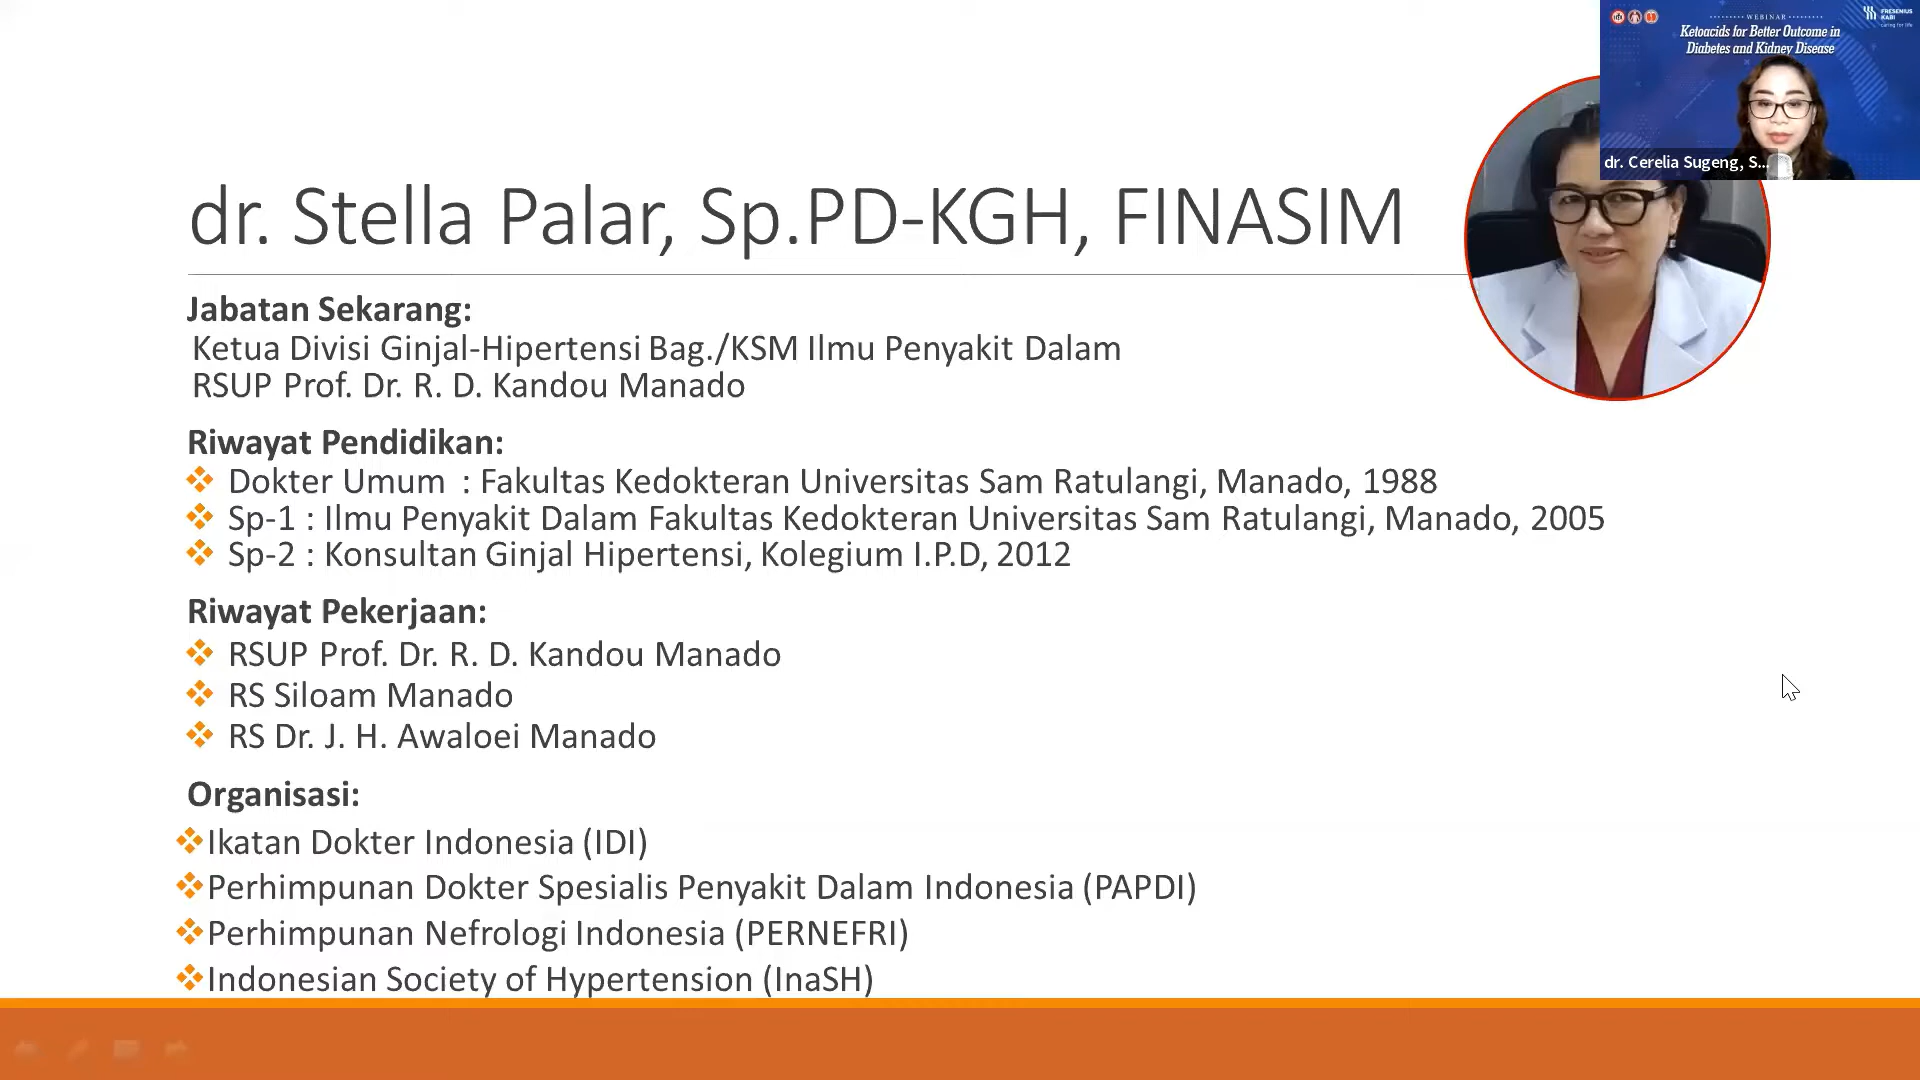 WEBINAR
Ketoacids for Better Outcome in
Diabetes and Kidney Disease
FRESENIUS
KABI
caring for life
dr. Cerelia Sugeng, S...
dr. Stella Palar, Sp.PD-KGH, FINASIM
Jabatan Sekarang:
Ketua Divisi Ginjal-Hipertensi Bag./KSM Ilmu Penyakit Dalam
RSUP Prof. Dr. R. D. Kandou Manado
Riwayat Pendidikan:
Dokter Umum : Fakultas Kedokteran Universitas Sam Ratulangi, Manado, 1988
Sp-1 : Ilmu Penyakit Dalam Fakultas Kedokteran Universitas Sam Ratulangi, Manado, 2005
Sp-2 : Konsultan Ginjal Hipertensi, Kolegium I.P.D, 2012
Riwayat Pekerjaan:
RSUP Prof. Dr. R. D. Kandou Manado
RS Siloam Manado
RS Dr. J. H. Awaloei Manado
Organisasi:
Ikatan Dokter Indonesia (IDI)
Perhimpunan Dokter Spesialis Penyakit Dalam Indonesia (PAPDI)
Perhimpunan Nefrologi Indonesia (PERNEFRI)
Indonesian Society of Hypertension (InaSH)